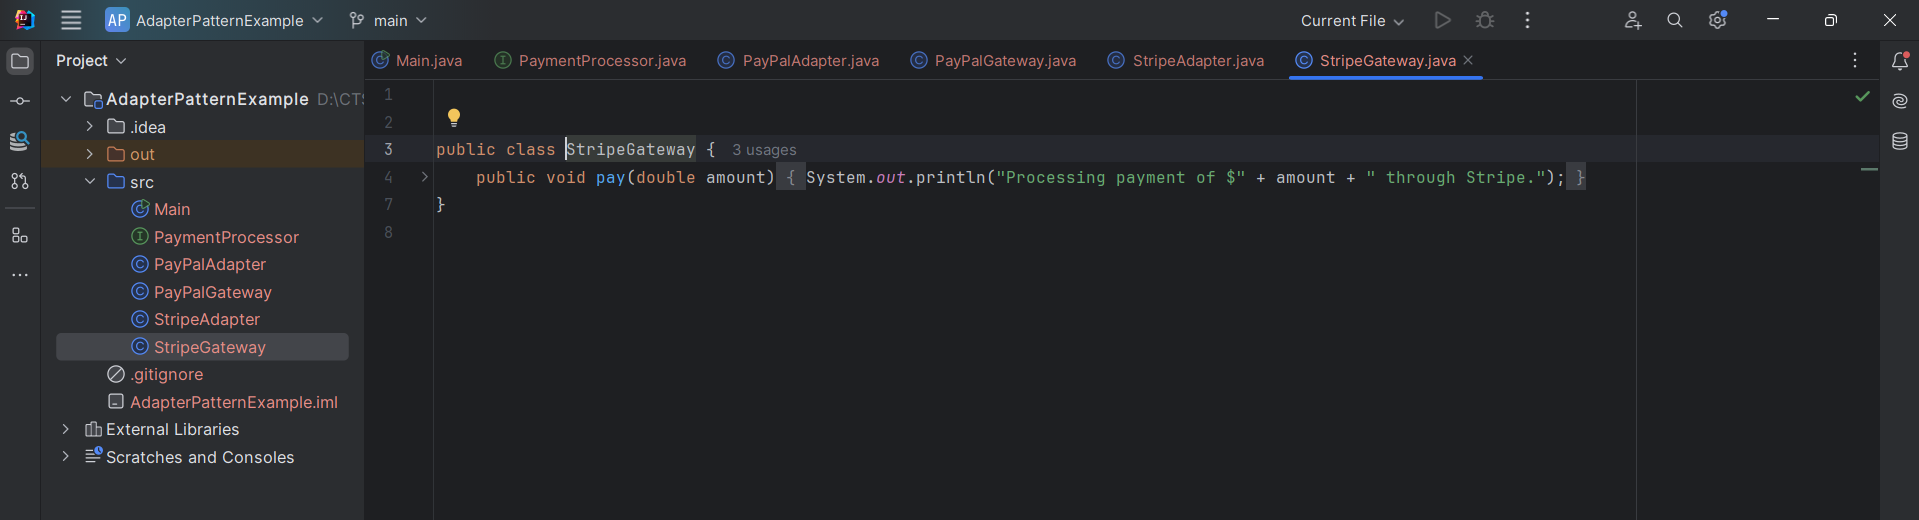 AP AdapterPatternExample main Current File
Project
Main.java PaymentProcessor.java PayPalAdapter.java PayPalGateway.java StripeAdapter.java StripeGateway.java
AdapterPatternExample D:\CTS
.idea
out
src
Main
PaymentProcessor
PayPalAdapter
PayPalGateway
StripeAdapter
StripeGateway
.gitignore
AdapterPatternExample.iml
External Libraries
Scratches and Consoles
1
2
3 public class StripeGateway { 3 usages
4 public void pay(double amount) { System.out.println("Processing payment of $" + amount + " through Stripe."); }
7 }
8